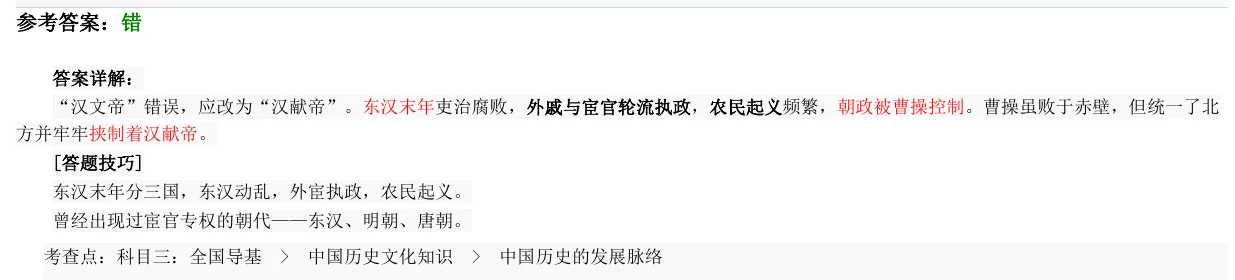 参考答案：错
答案详解：
“汉文帝”错误，应改为“汉献帝”。东汉末年吏治腐败，外戚与宦官轮流执政，农民起义频繁，朝政被曹操控制。曹操虽败于赤壁，但统一了北
方并牢牢挟制着汉献帝。
[答题技巧]
东汉末年分三国，东汉动乱，外宦执政，农民起义。
曾经出现过宦官专权的朝代——东汉、明朝、唐朝。
考查点：科目三：全国导基 > 中国历史文化知识 > 中国历史的发展脉络